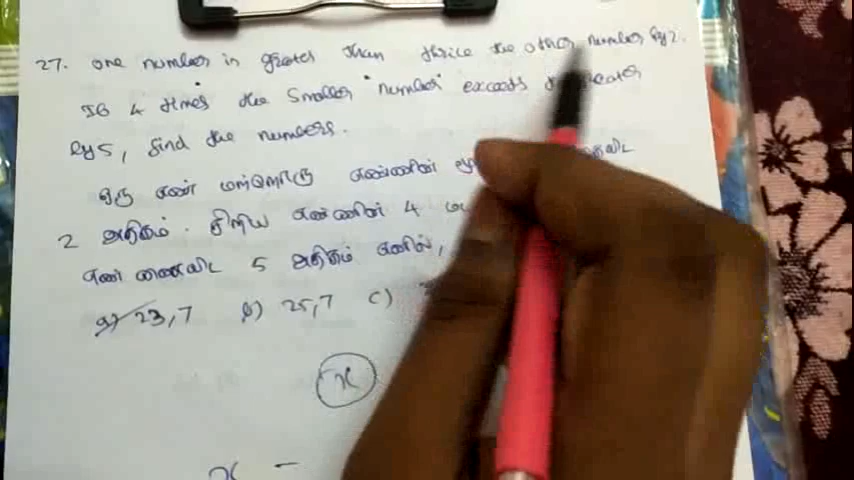 27. one number is greater than thrice the other number by 2.
If 4 times the smaller number exceeds greater
by 5, find the numbers.
ஒரு எண் மற்றொரு எண்ணின்
2 அதிகம். சிறிய எண்ணின் 4
எண்ணைவிட 5 அதிகம் எனில்,
a) 23,7 b) 25,7 c)
x
x =